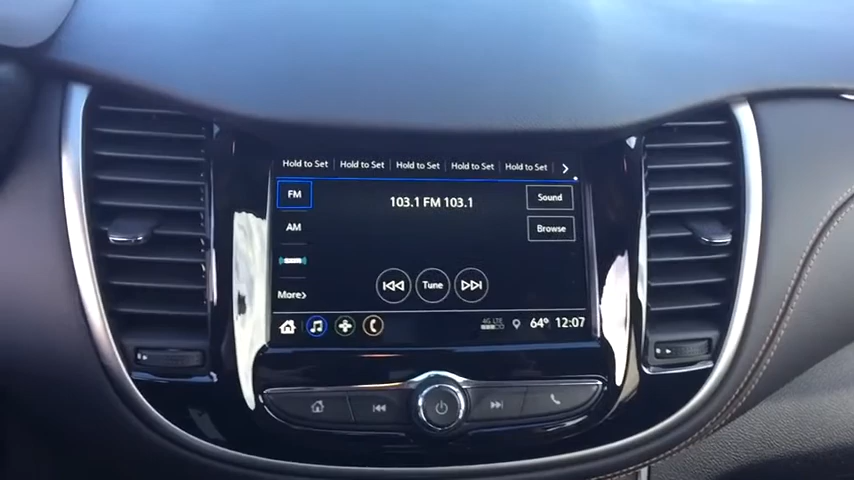 Hold to Set Hold to Set Hold to Set Hold to Set Hold to Set
FM
103.1 FM 103.1
Sound
AM
Browse
Tune
More
4G LTE
64° 12:07